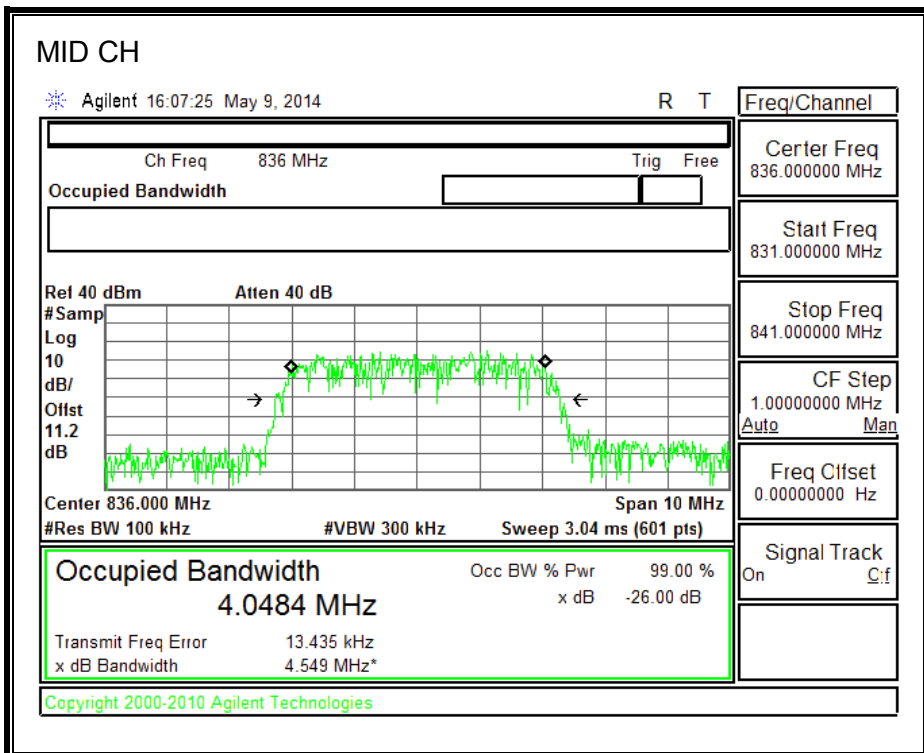 MID CH
Agilent 16:07:25 May 9, 2014 R T
Ch Freq 836 MHz Trig Free
Occupied Bandwidth
Ref 40 dBm Atten 40 dB
#Samp
Log
10
dB/
Offst
11.2
dB
Center 836.000 MHz Span 10 MHz
#Res BW 100 kHz #VBW 300 kHz Sweep 3.04 ms (601 pts)
Occupied Bandwidth
4.0484 MHz
Occ BW % Pwr 99.00 %
x dB -26.00 dB
Transmit Freq Error 13.435 kHz
x dB Bandwidth 4.549 MHz*
Copyright 2000-2010 Agilent Technologies
Freq/Channel
Center Freq
836.000000 MHz
Start Freq
831.000000 MHz
Stop Freq
841.000000 MHz
CF Step
1.00000000 MHz
Auto Man
Freq Offset
0.00000000 Hz
Signal Track
On Off